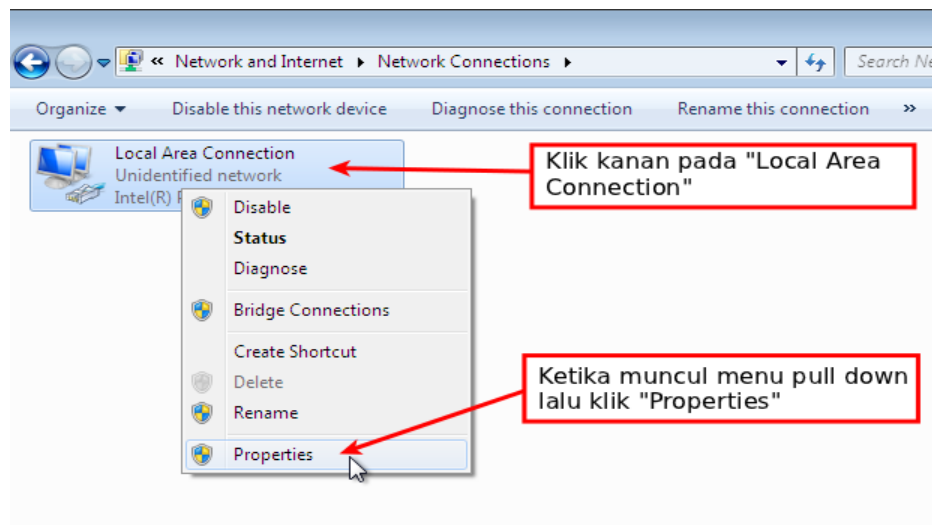 « Network and Internet ▸ Network Connections ▸
Search Ne
Organize Disable this network device Diagnose this connection Rename this connection »
Local Area Connection
Unidentified network
Intel(R)
Klik kanan pada "Local Area
Connection"
Disable
Status
Diagnose
Bridge Connections
Create Shortcut
Delete
Rename
Properties
Ketika muncul menu pull down
lalu klik "Properties"